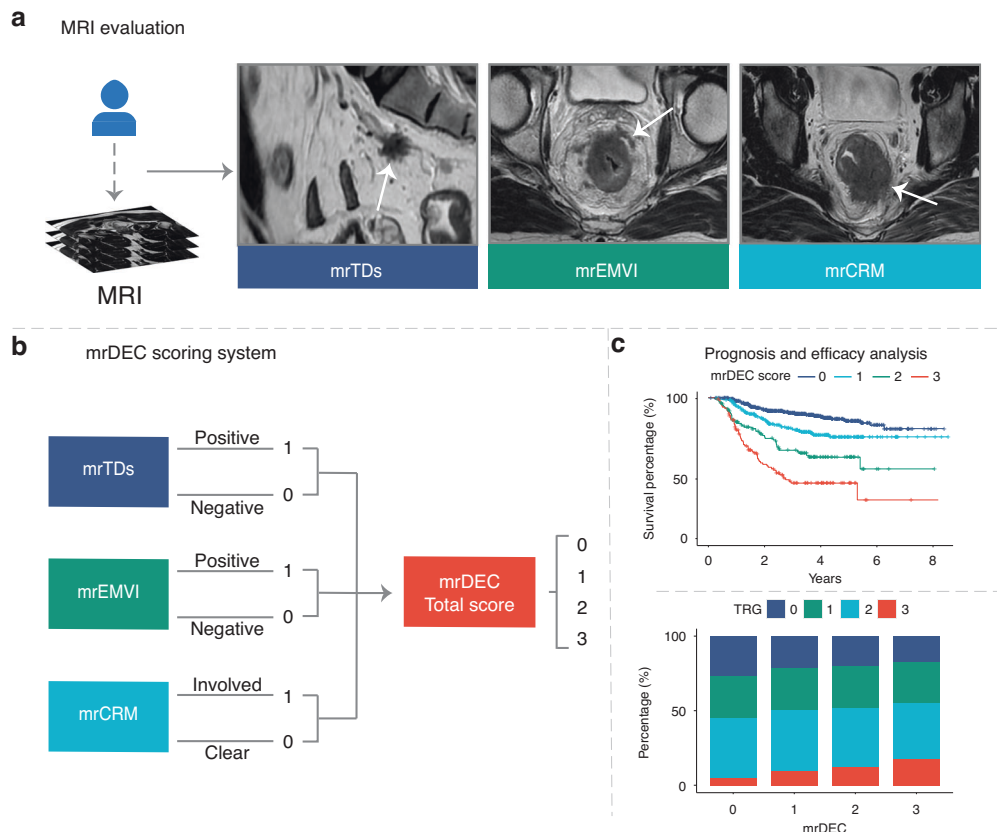 a
MRI evaluation
MRI
mrTDs
mrEMVI
mrCRM
b
mrDEC scoring system
mrTDs
Positive
1
0
Negative
mrEMVI
Positive
1
0
Negative
mrCRM
Involved
1
0
Clear
mrDEC
Total score
0
1
2
3
c
Prognosis and efficacy analysis
mrDEC score 0 1 2 3
Survival percentage (%)
100
50
0
0 2 4 6 8
Years
TRG 0 1 2 3
Percentage (%)
100
50
0
0 1 2 3
mrDEC